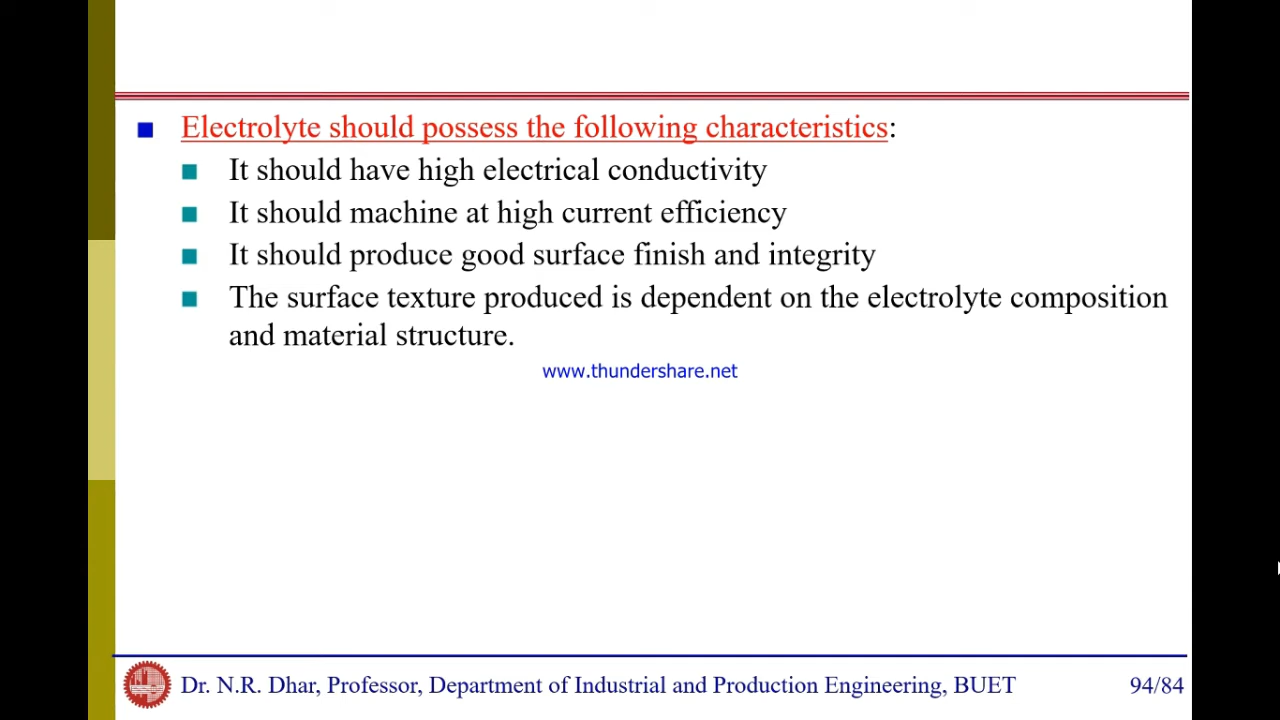 Electrolyte should possess the following characteristics:
It should have high electrical conductivity
It should machine at high current efficiency
It should produce good surface finish and integrity
The surface texture produced is dependent on the electrolyte composition
and material structure.
www.thundershare.net
Dr. N.R. Dhar, Professor, Department of Industrial and Production Engineering, BUET 94/84